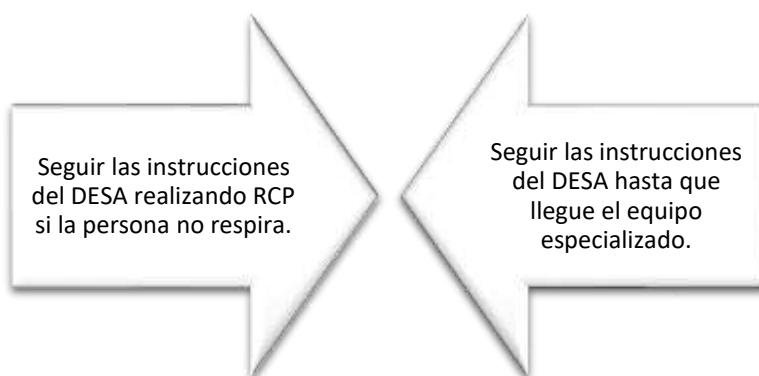 Seguir las instrucciones
del DESA realizando RCP
si la persona no respira.
Seguir las instrucciones
del DESA hasta que
llegue el equipo
especializado.